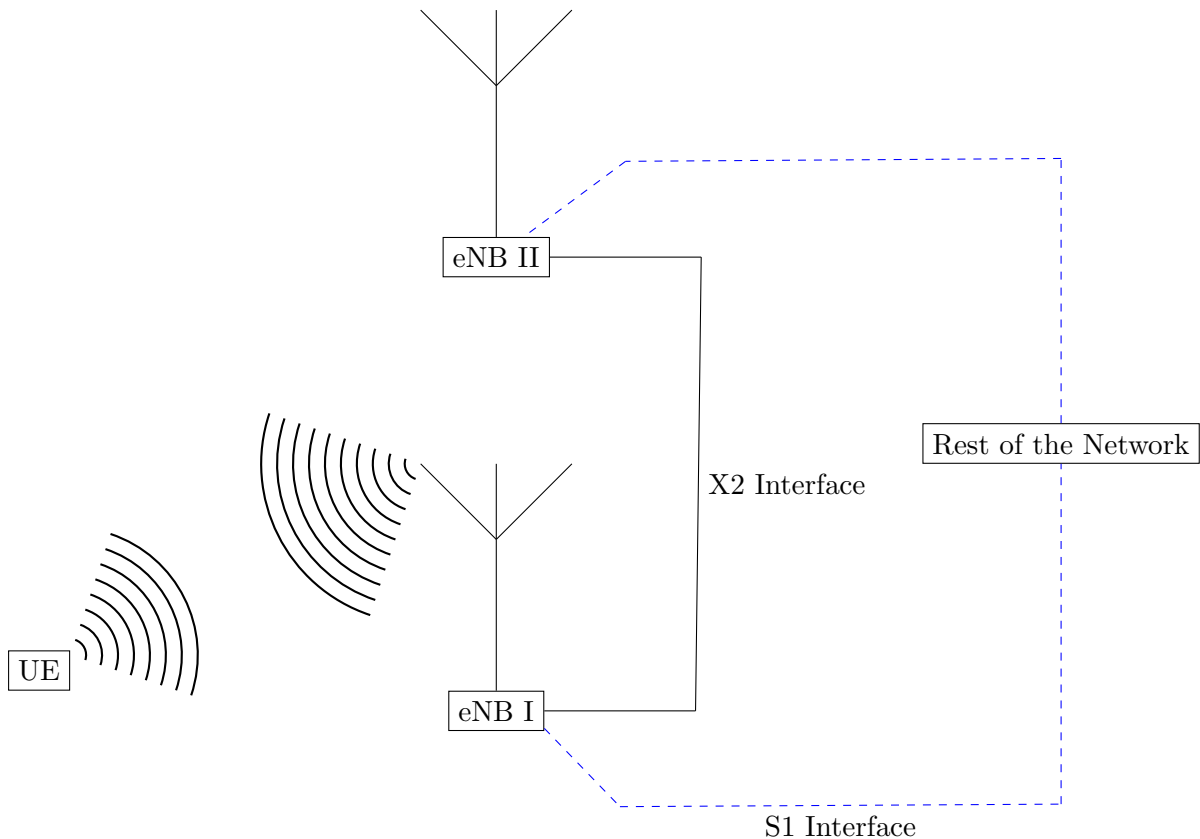 eNB II
Rest of the Network
X2 Interface
UE
eNB I
S1 Interface